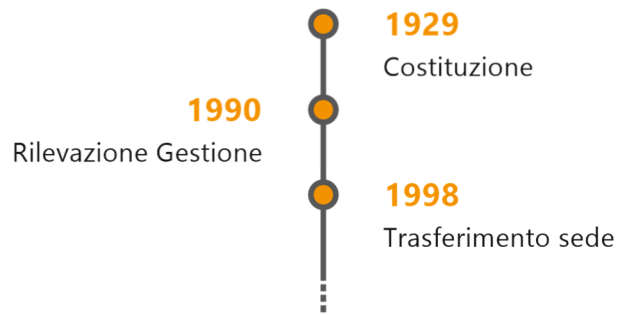 1929
Costituzione
1990
Rilevazione Gestione
1998
Trasferimento sede